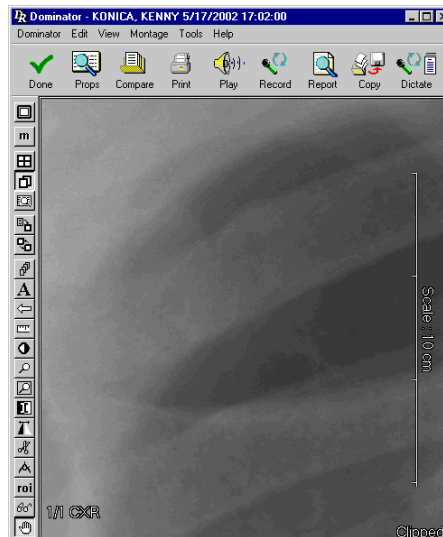 DR Dominator - KONICA, KENNY 5/17/2002 17:02:00
Dominator Edit View Montage Tools Help
Done Props Compare Print Play Record Report Copy Dictate
m
A
roi
Scale : 10 cm
1/1 CXR
Clipped